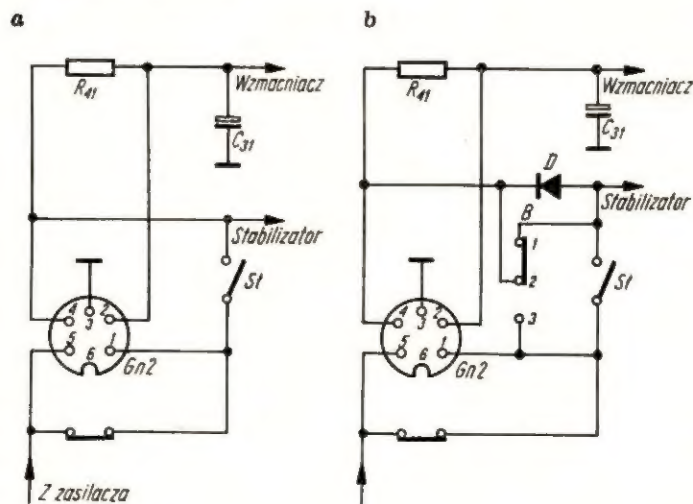 a
R41
Wzmacniacz
C31
Stabilizator
St
4 3 2
5 6 1
Gn2
Z zasilacza
b
R41
Wzmacniacz
C31
D
Stabilizator
B
1
2
3
St
4 3 2
5 6 1
Gn2